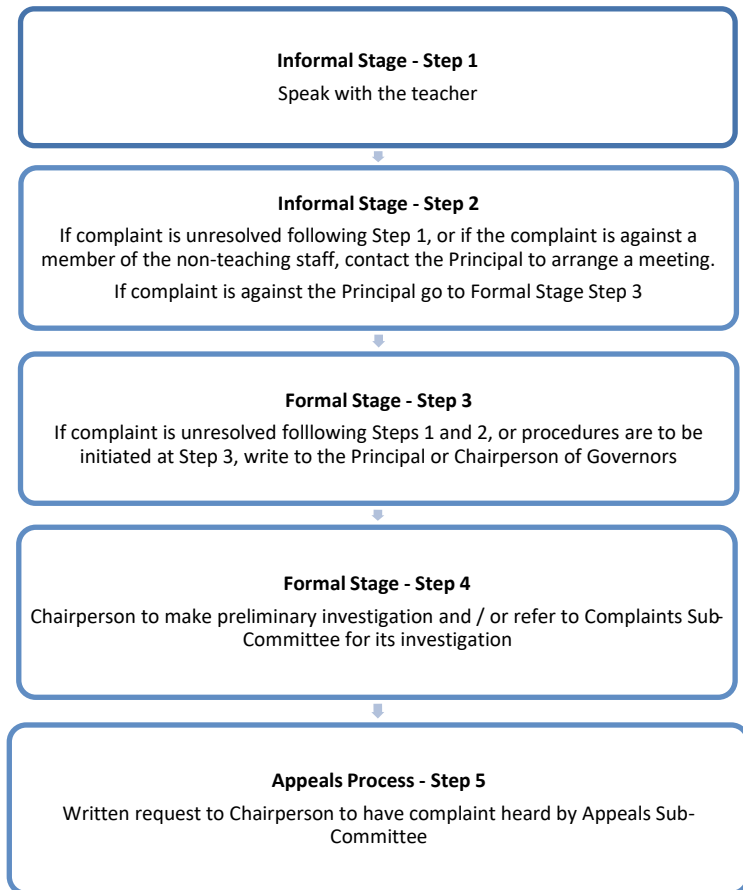 Informal Stage - Step 1
Speak with the teacher
Informal Stage - Step 2
If complaint is unresolved following Step 1, or if the complaint is against a
member of the non-teaching staff, contact the Principal to arrange a meeting.
If complaint is against the Principal go to Formal Stage Step 3
Formal Stage - Step 3
If complaint is unresolved folllowing Steps 1 and 2, or procedures are to be
initiated at Step 3, write to the Principal or Chairperson of Governors
Formal Stage - Step 4
Chairperson to make preliminary investigation and / or refer to Complaints Sub-
Committee for its investigation
Appeals Process - Step 5
Written request to Chairperson to have complaint heard by Appeals Sub-
Committee